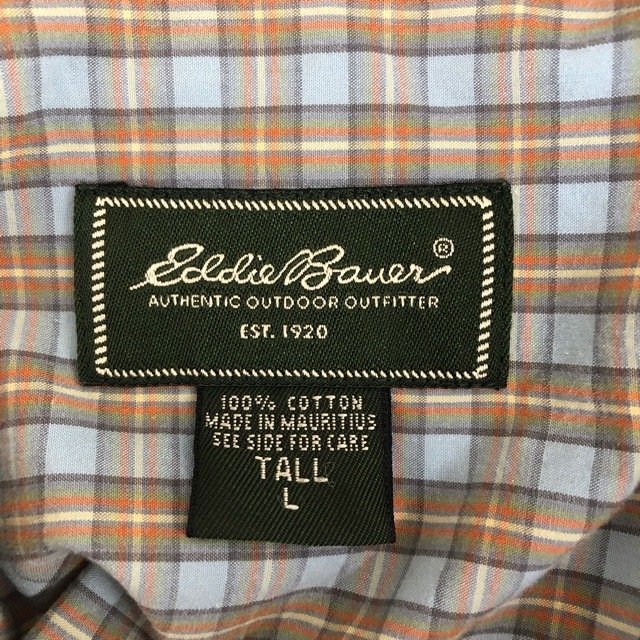 Eddie Bauer®
AUTHENTIC OUTDOOR OUTFITTER
EST. 1920
100% COTTON
MADE IN MAURITIUS
SEE SIDE FOR CARE
TALL
L